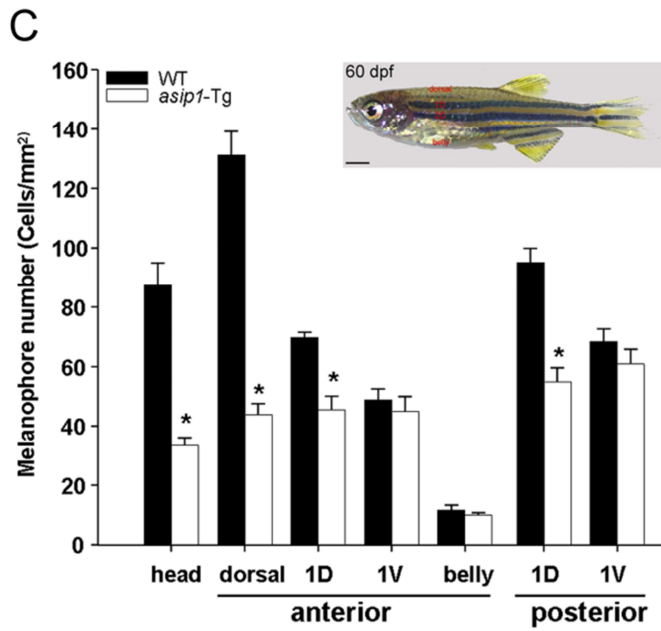 C
WT
asip1-Tg
60 dpf
dorsal
belly
Melanophore number (Cells/mm²)
160
140
120
100
80
60
40
20
0
*
*
*
*
head dorsal 1D 1V belly 1D 1V
anterior posterior